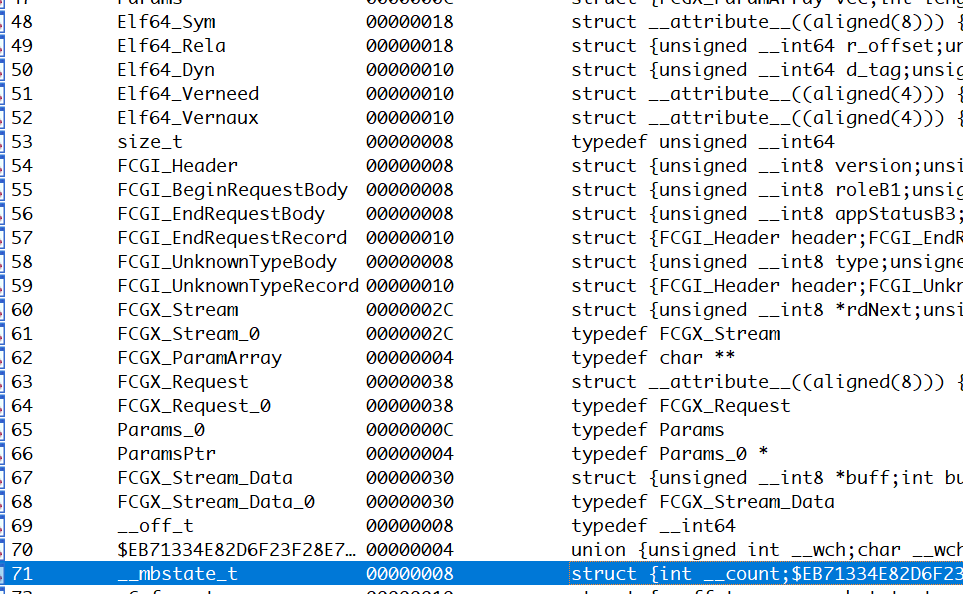 47 Params 0000000C struct {FCGX_ParamArray vec;int leng
48 Elf64_Sym 00000018 struct __attribute__((aligned(8))) {
49 Elf64_Rela 00000018 struct {unsigned __int64 r_offset;un
50 Elf64_Dyn 00000010 struct {unsigned __int64 d_tag;unsig
51 Elf64_Verneed 00000010 struct __attribute__((aligned(4))) {
52 Elf64_Vernaux 00000010 struct __attribute__((aligned(4))) {
53 size_t 00000008 typedef unsigned __int64
54 FCGI_Header 00000008 struct {unsigned __int8 version;unsi
55 FCGI_BeginRequestBody 00000008 struct {unsigned __int8 roleB1;unsig
56 FCGI_EndRequestBody 00000008 struct {unsigned __int8 appStatusB3;
57 FCGI_EndRequestRecord 00000010 struct {FCGI_Header header;FCGI_EndR
58 FCGI_UnknownTypeBody 00000008 struct {unsigned __int8 type;unsigne
59 FCGI_UnknownTypeRecord 00000010 struct {FCGI_Header header;FCGI_Unkn
60 FCGX_Stream 0000002C struct {unsigned __int8 *rdNext;unsi
61 FCGX_Stream_0 0000002C typedef FCGX_Stream
62 FCGX_ParamArray 00000004 typedef char **
63 FCGX_Request 00000038 struct __attribute__((aligned(8))) {
64 FCGX_Request_0 00000038 typedef FCGX_Request
65 Params_0 0000000C typedef Params
66 ParamsPtr 00000004 typedef Params_0 *
67 FCGX_Stream_Data 00000030 struct {unsigned __int8 *buff;int bu
68 FCGX_Stream_Data_0 00000030 typedef FCGX_Stream_Data
69 __off_t 00000008 typedef __int64
70 $EB71334E82D6F23F28E7… 00000004 union {unsigned int __wch;char __wch
71 __mbstate_t 00000008 struct {int __count;$EB71334E82D6F23